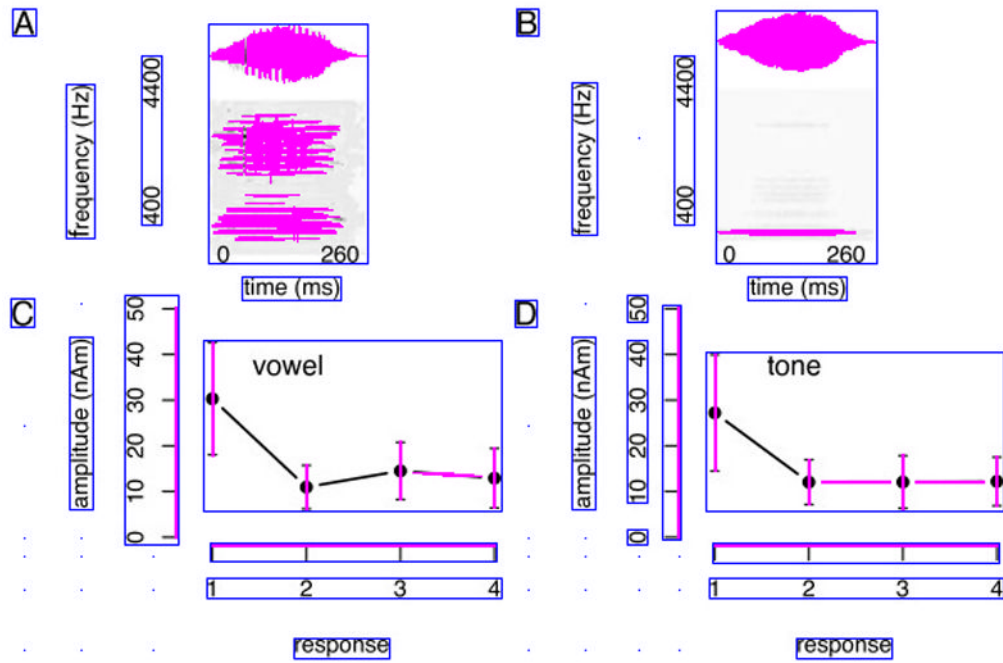 A
B
frequency (Hz)
400
4400
0 260
time (ms)
frequency (Hz)
400
4400
0 260
time (ms)
C
D
amplitude (nAm)
50
40
30
20
10
0
vowel
1 2 3 4
response
amplitude (nAm)
50
40
30
20
10
0
tone
1 2 3 4
response